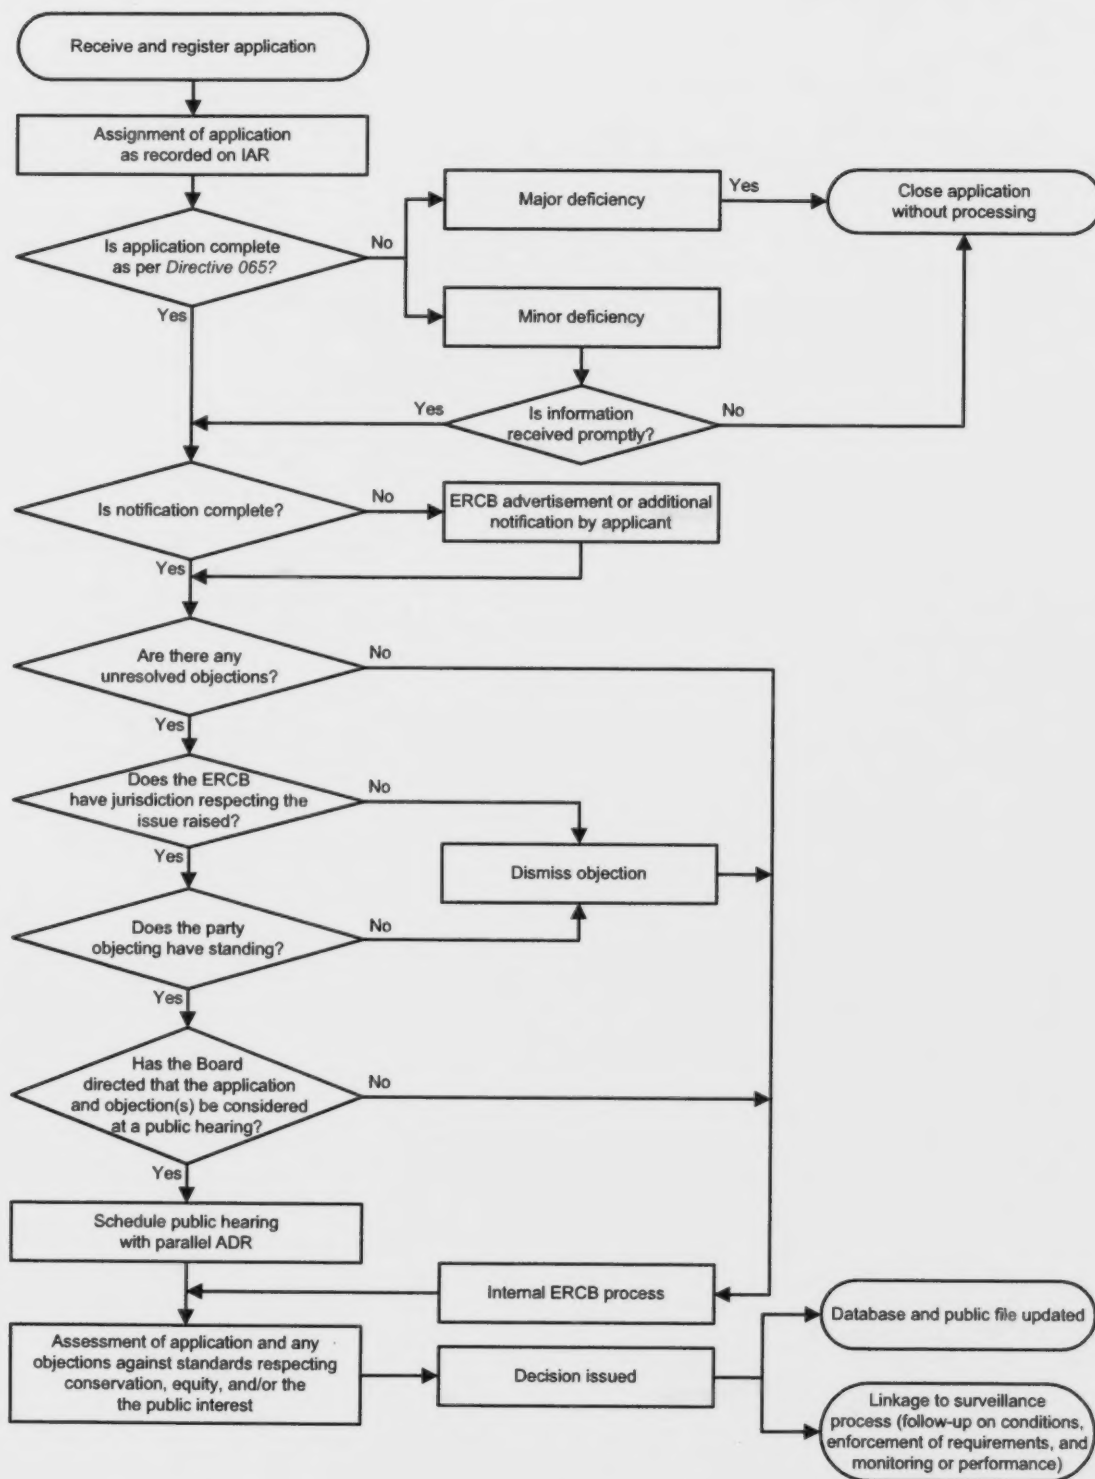 Receive and register application
Assignment of application
as recorded on IAR
Major deficiency
Yes
Close application
without processing
Is application complete
as per Directive 065?
No
Yes
Minor deficiency
Yes
Is information
received promptly?
No
Is notification complete?
No
ERCB advertisement or additional
notification by applicant
Yes
Are there any
unresolved objections?
No
Yes
Does the ERCB
have jurisdiction respecting the
issue raised?
No
Yes
Dismiss objection
Does the party
objecting have standing?
No
Yes
Has the Board
directed that the application
and objection(s) be considered
at a public hearing?
No
Yes
Schedule public hearing
with parallel ADR
Internal ERCB process
Database and public file updated
Assessment of application and any
objections against standards respecting
conservation, equity, and/or the
the public interest
Decision issued
Linkage to surveillance
process (follow-up on conditions,
enforcement of requirements, and
monitoring or performance)